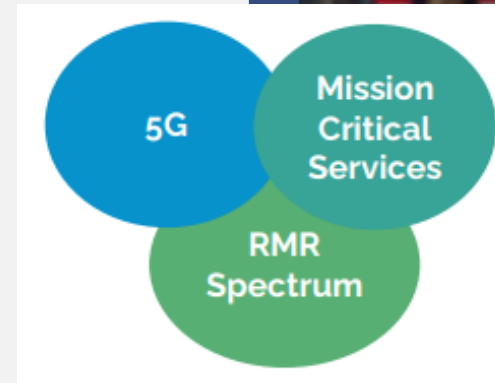 5G
Mission
Critical
Services
RMR
Spectrum